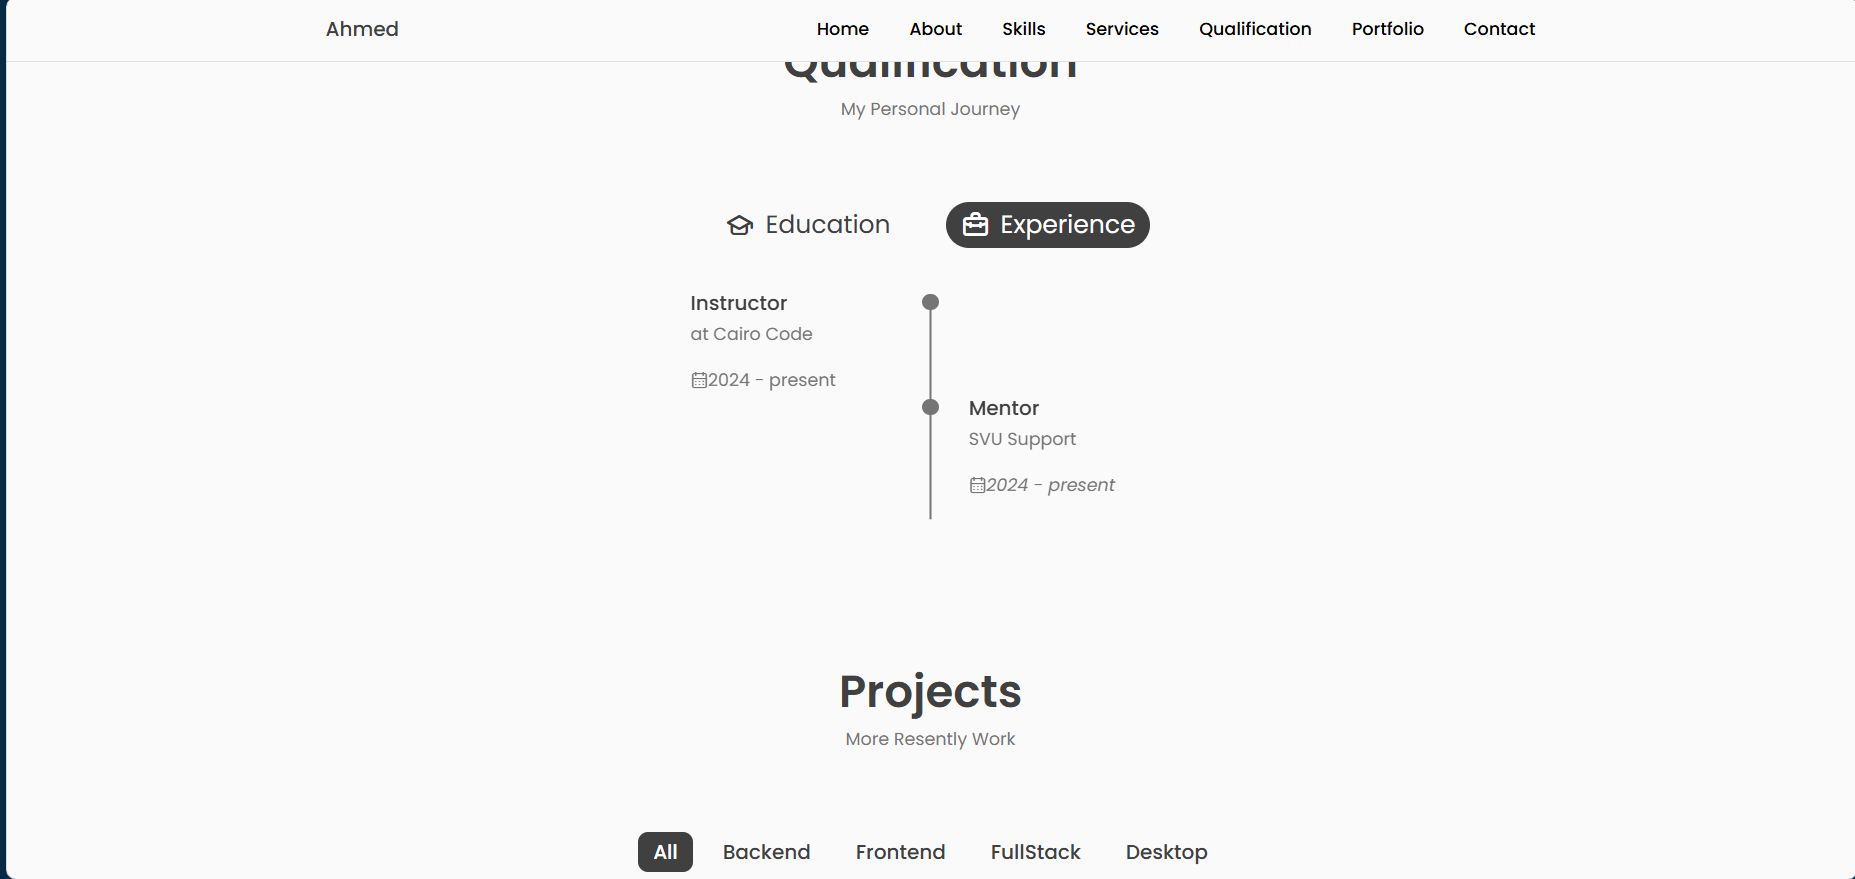 Ahmed
Home About Skills Services Qualification Portfolio Contact
Qualification
My Personal Journey
Education Experience
Instructor
at Cairo Code
2024 - present
Mentor
SVU Support
2024 - present
Projects
More Resently Work
All Backend Frontend FullStack Desktop